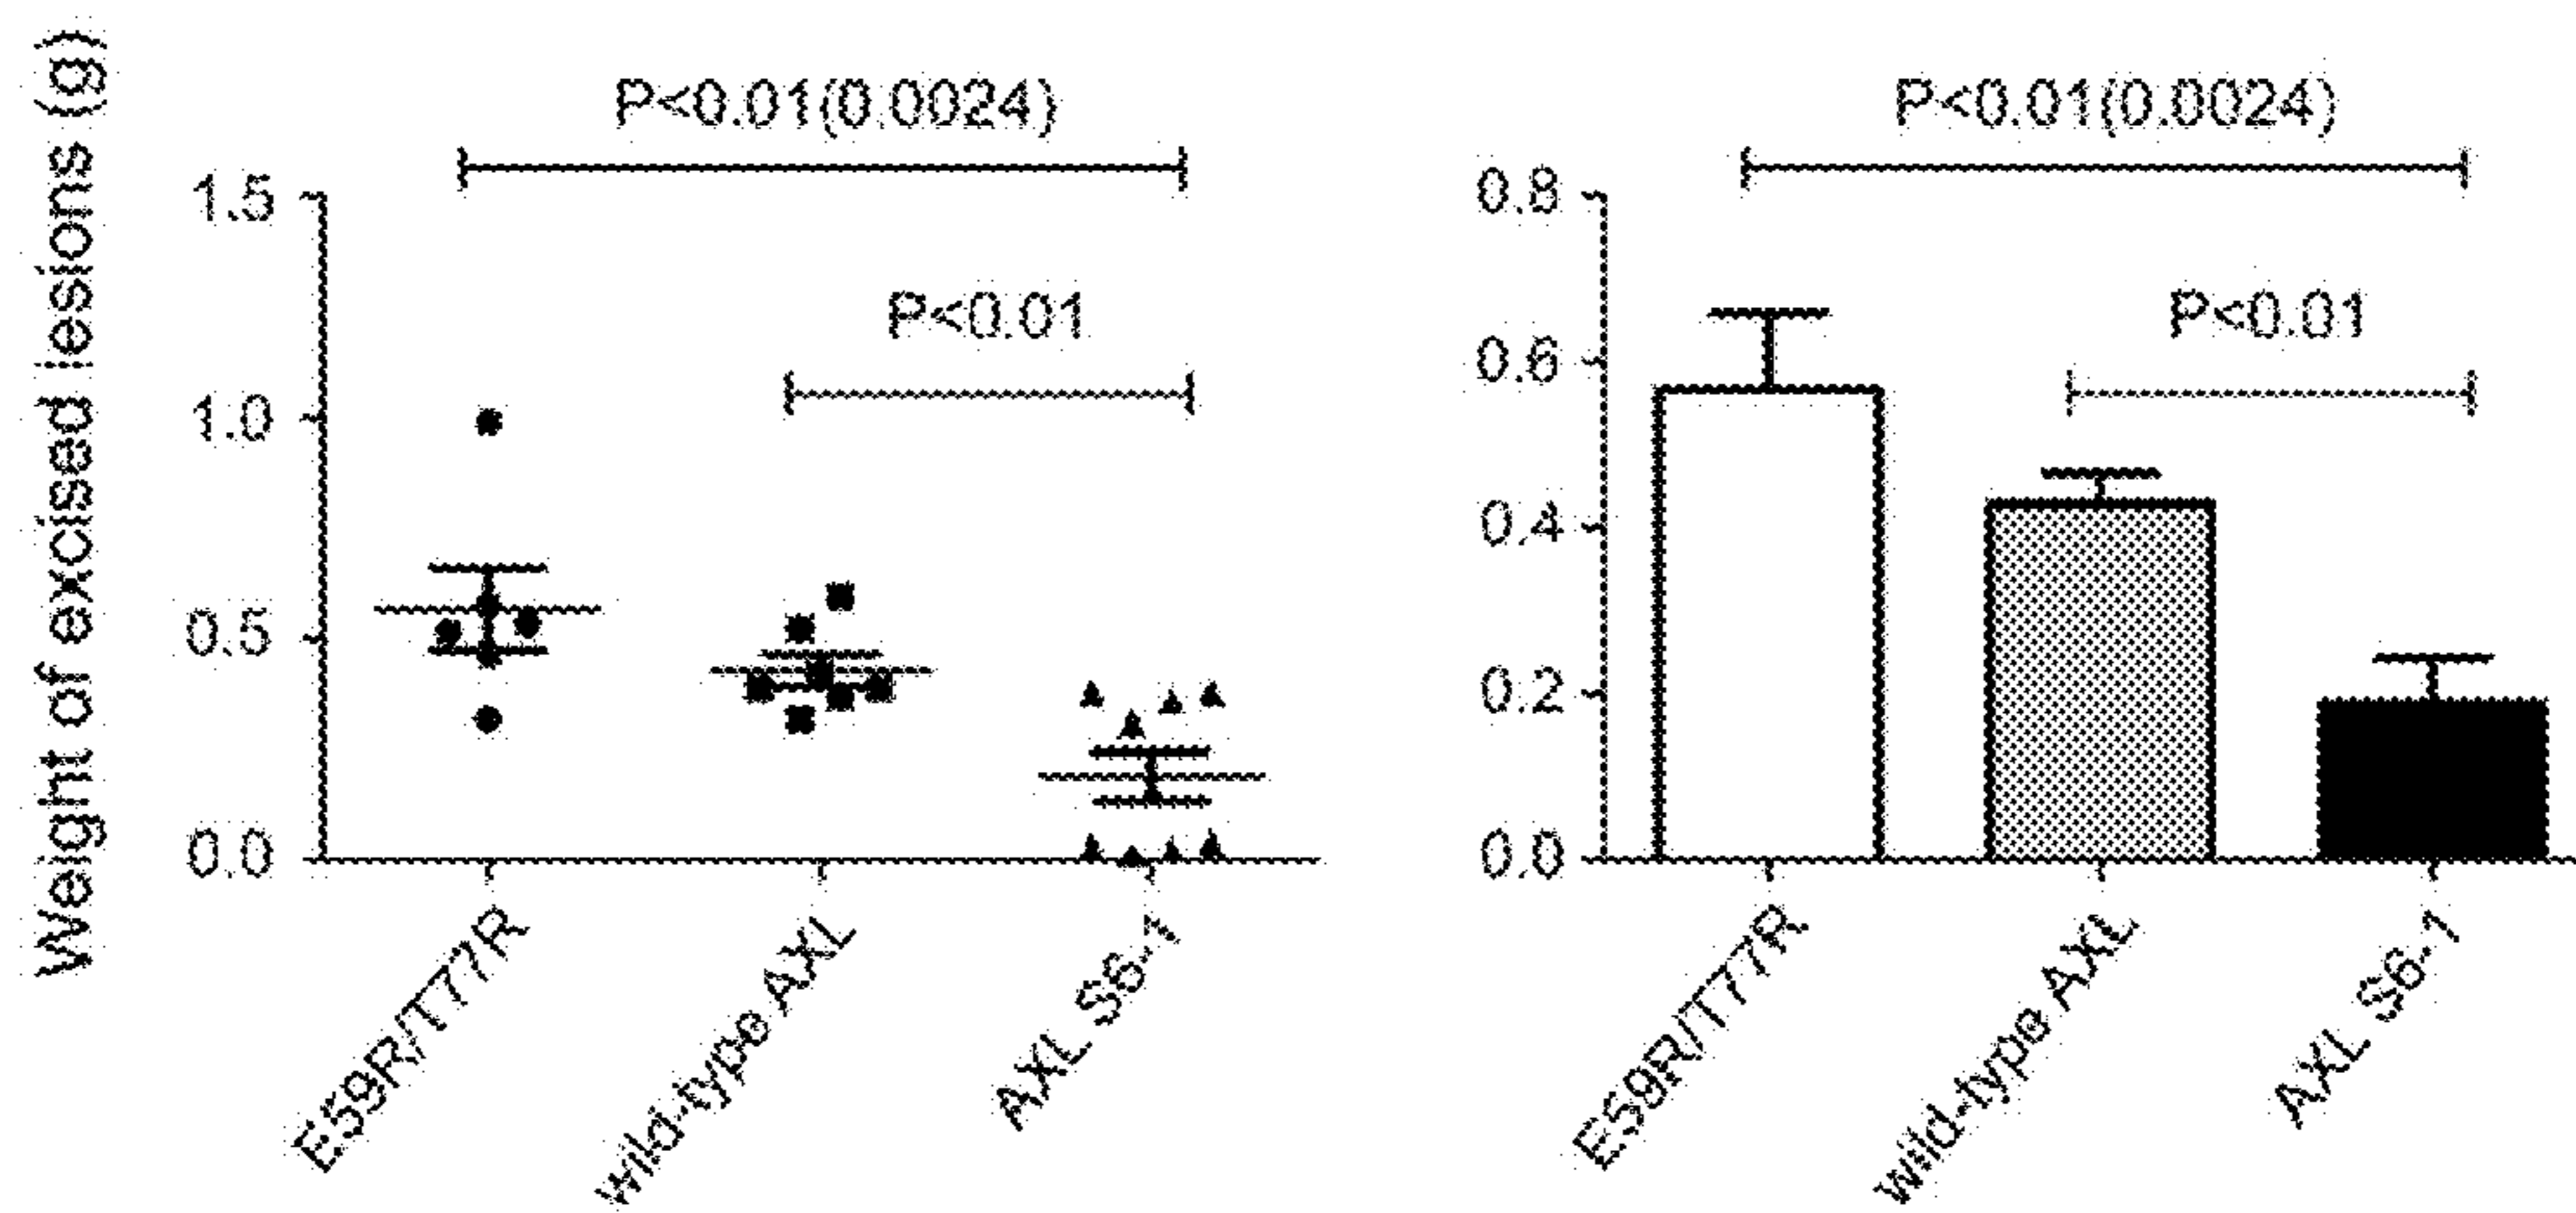 Weight of excised lesions (g)
P<0.01(0.0024)
P<0.01
1.5
1.0
0.5
0.0
E59R/T77R
wild-type AXL
AXL S6-1
P<0.01(0.0024)
P<0.01
0.8
0.6
0.4
0.2
0.0
E59R/T77R
wild-type AXL
AXL S6-1